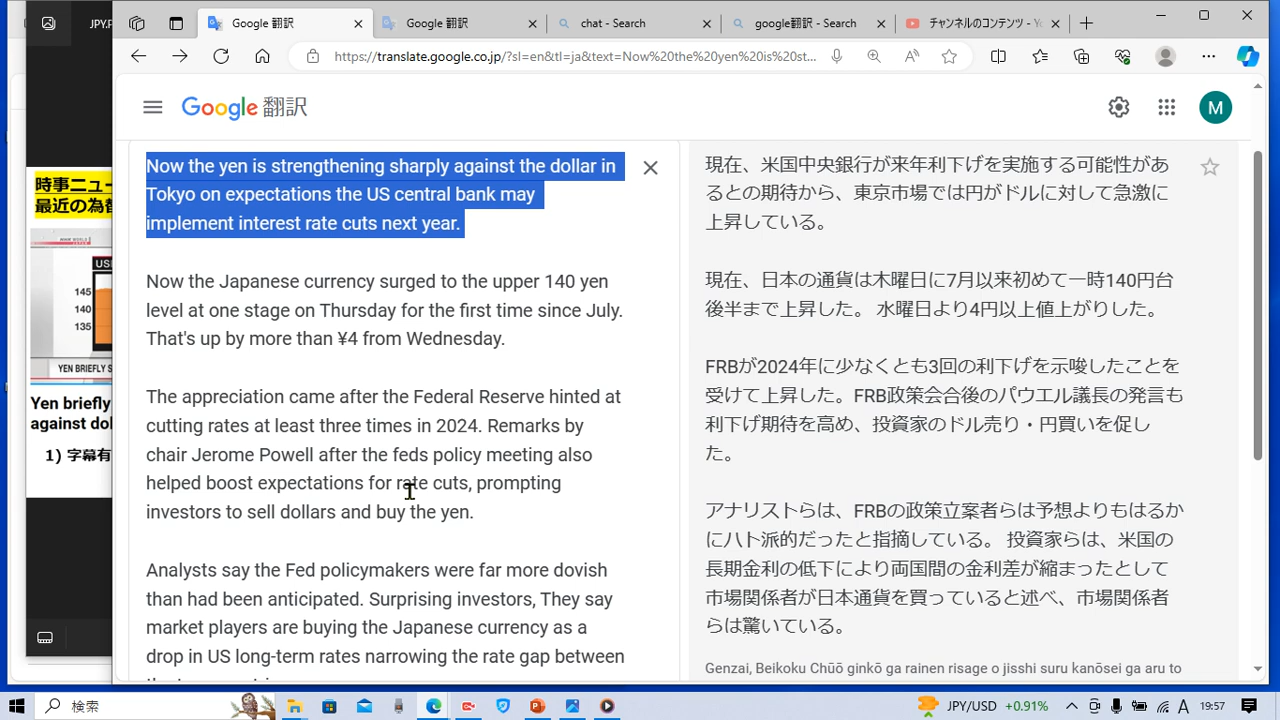 JPY.P
Google 翻訳
Google 翻訳
chat - Search
google翻訳 - Search
チャンネルのコンテンツ - Yo
https://translate.google.co.jp/?sl=en&tl=ja&text=Now%20the%20yen%20is%20st...
Google 翻訳
M
時事ニュ
最近の為替
US
145
140
135
YEN BRIEFLY S
Yen briefly
against dol
1) 字幕有
Now the yen is strengthening sharply against the dollar in
Tokyo on expectations the US central bank may
implement interest rate cuts next year.
Now the Japanese currency surged to the upper 140 yen
level at one stage on Thursday for the first time since July.
That's up by more than ¥4 from Wednesday.
The appreciation came after the Federal Reserve hinted at
cutting rates at least three times in 2024. Remarks by
chair Jerome Powell after the feds policy meeting also
helped boost expectations for rate cuts, prompting
investors to sell dollars and buy the yen.
Analysts say the Fed policymakers were far more dovish
than had been anticipated. Surprising investors, They say
market players are buying the Japanese currency as a
drop in US long-term rates narrowing the rate gap between
現在、米国中央銀行が来年利下げを実施する可能性があ
るとの期待から、東京市場では円がドルに対して急激に
上昇している。
現在、日本の通貨は木曜日に7月以来初めて一時140円台
後半まで上昇した。 水曜日より4円以上値上がりした。
FRBが2024年に少なくとも3回の利下げを示唆したことを
受けて上昇した。FRB政策会合後のパウエル議長の発言も
利下げ期待を高め、投資家のドル売り・円買いを促し
た。
アナリストらは、FRBの政策立案者らは予想よりもはるか
にハト派的だったと指摘している。 投資家らは、米国の
長期金利の低下により両国間の金利差が縮まったとして
市場関係者が日本通貨を買っていると述べ、市場関係者
らは驚いている。
Genzai, Beikoku Chūō ginkō ga rainen risage o jisshi suru kanōsei ga aru to
検索
JPY/USD +0.91%
A
19:57